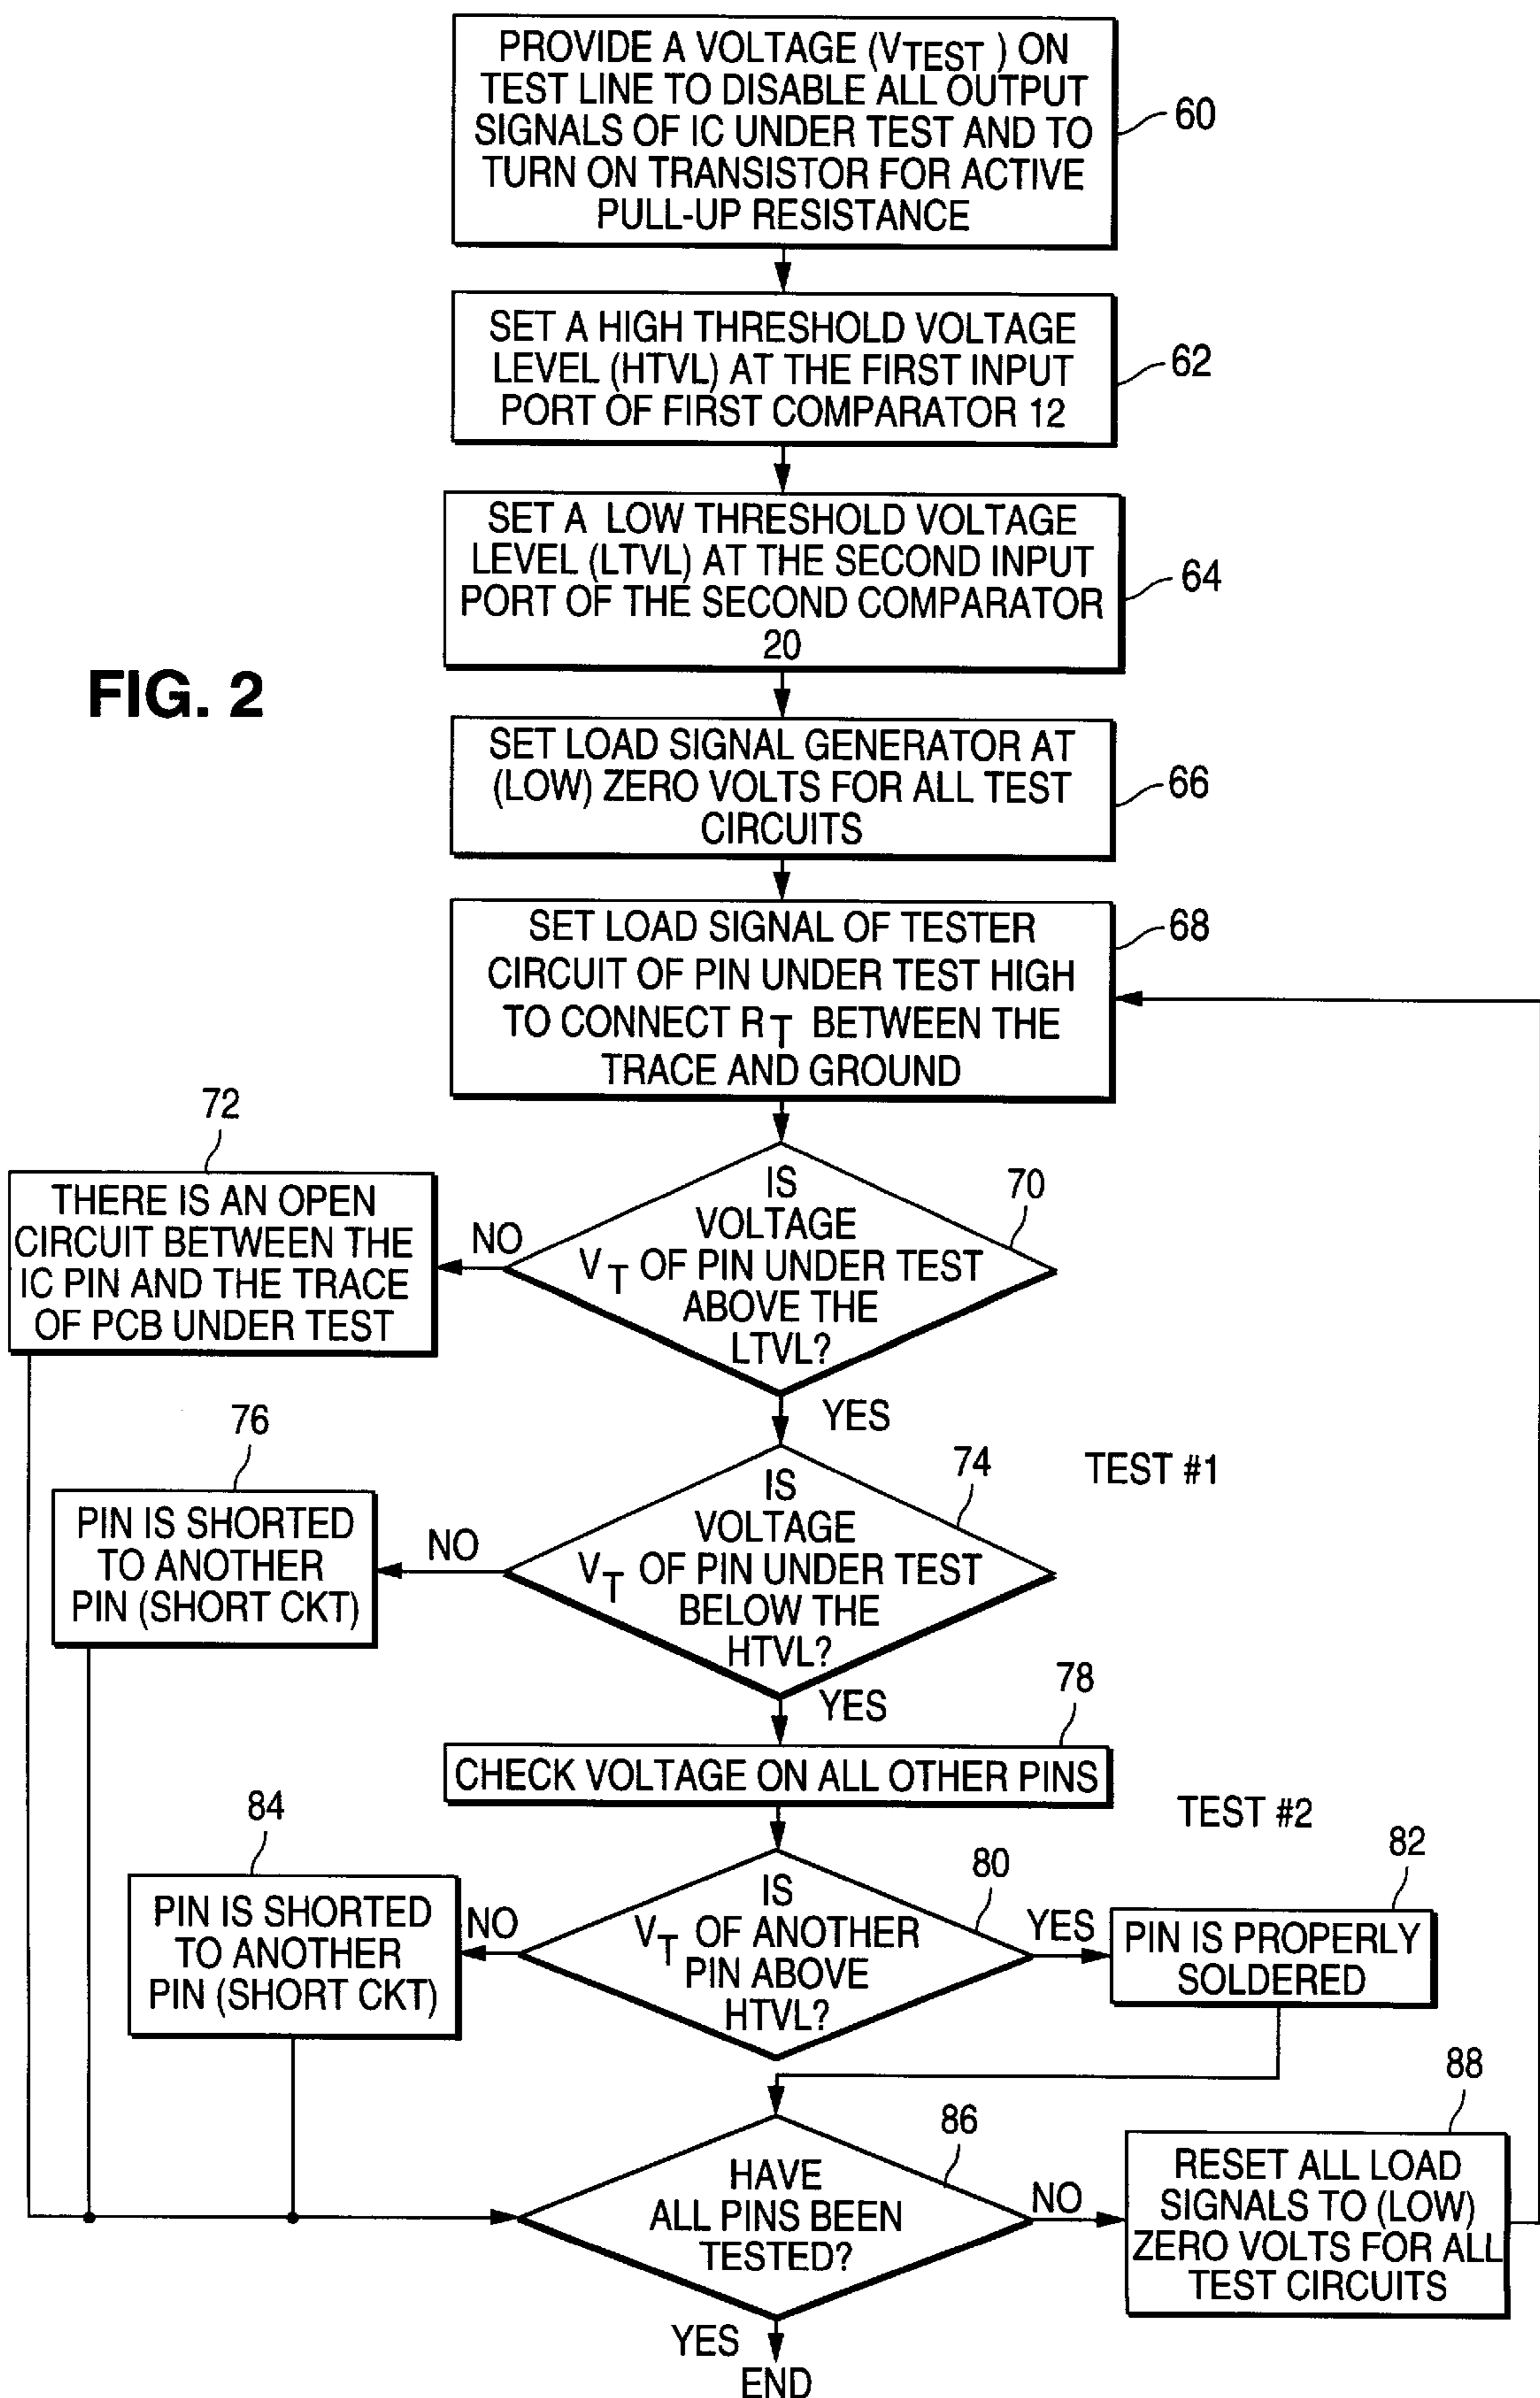 PROVIDE A VOLTAGE (VTEST) ON
TEST LINE TO DISABLE ALL OUTPUT
SIGNALS OF IC UNDER TEST AND TO
TURN ON TRANSISTOR FOR ACTIVE
PULL-UP RESISTANCE
60
SET A HIGH THRESHOLD VOLTAGE
LEVEL (HTVL) AT THE FIRST INPUT
PORT OF FIRST COMPARATOR 12
62
SET A LOW THRESHOLD VOLTAGE
LEVEL (LTVL) AT THE SECOND INPUT
PORT OF THE SECOND COMPARATOR
20
64
FIG. 2
SET LOAD SIGNAL GENERATOR AT
(LOW) ZERO VOLTS FOR ALL TEST
CIRCUITS
66
SET LOAD SIGNAL OF TESTER
CIRCUIT OF PIN UNDER TEST HIGH
TO CONNECT RT BETWEEN THE
TRACE AND GROUND
68
72
THERE IS AN OPEN
CIRCUIT BETWEEN THE
IC PIN AND THE TRACE
OF PCB UNDER TEST
NO
IS
VOLTAGE
VT OF PIN UNDER TEST
ABOVE THE
LTVL?
70
YES
76
PIN IS SHORTED
TO ANOTHER
PIN (SHORT CKT)
NO
IS
VOLTAGE
VT OF PIN UNDER TEST
BELOW THE
HTVL?
74
TEST #1
YES
78
CHECK VOLTAGE ON ALL OTHER PINS
TEST #2
84
PIN IS SHORTED
TO ANOTHER
PIN (SHORT CKT)
NO
IS
VT OF ANOTHER
PIN ABOVE
HTVL?
80
YES
82
PIN IS PROPERLY
SOLDERED
HAVE
ALL PINS BEEN
TESTED?
86
NO
88
RESET ALL LOAD
SIGNALS TO (LOW)
ZERO VOLTS FOR ALL
TEST CIRCUITS
YES
END